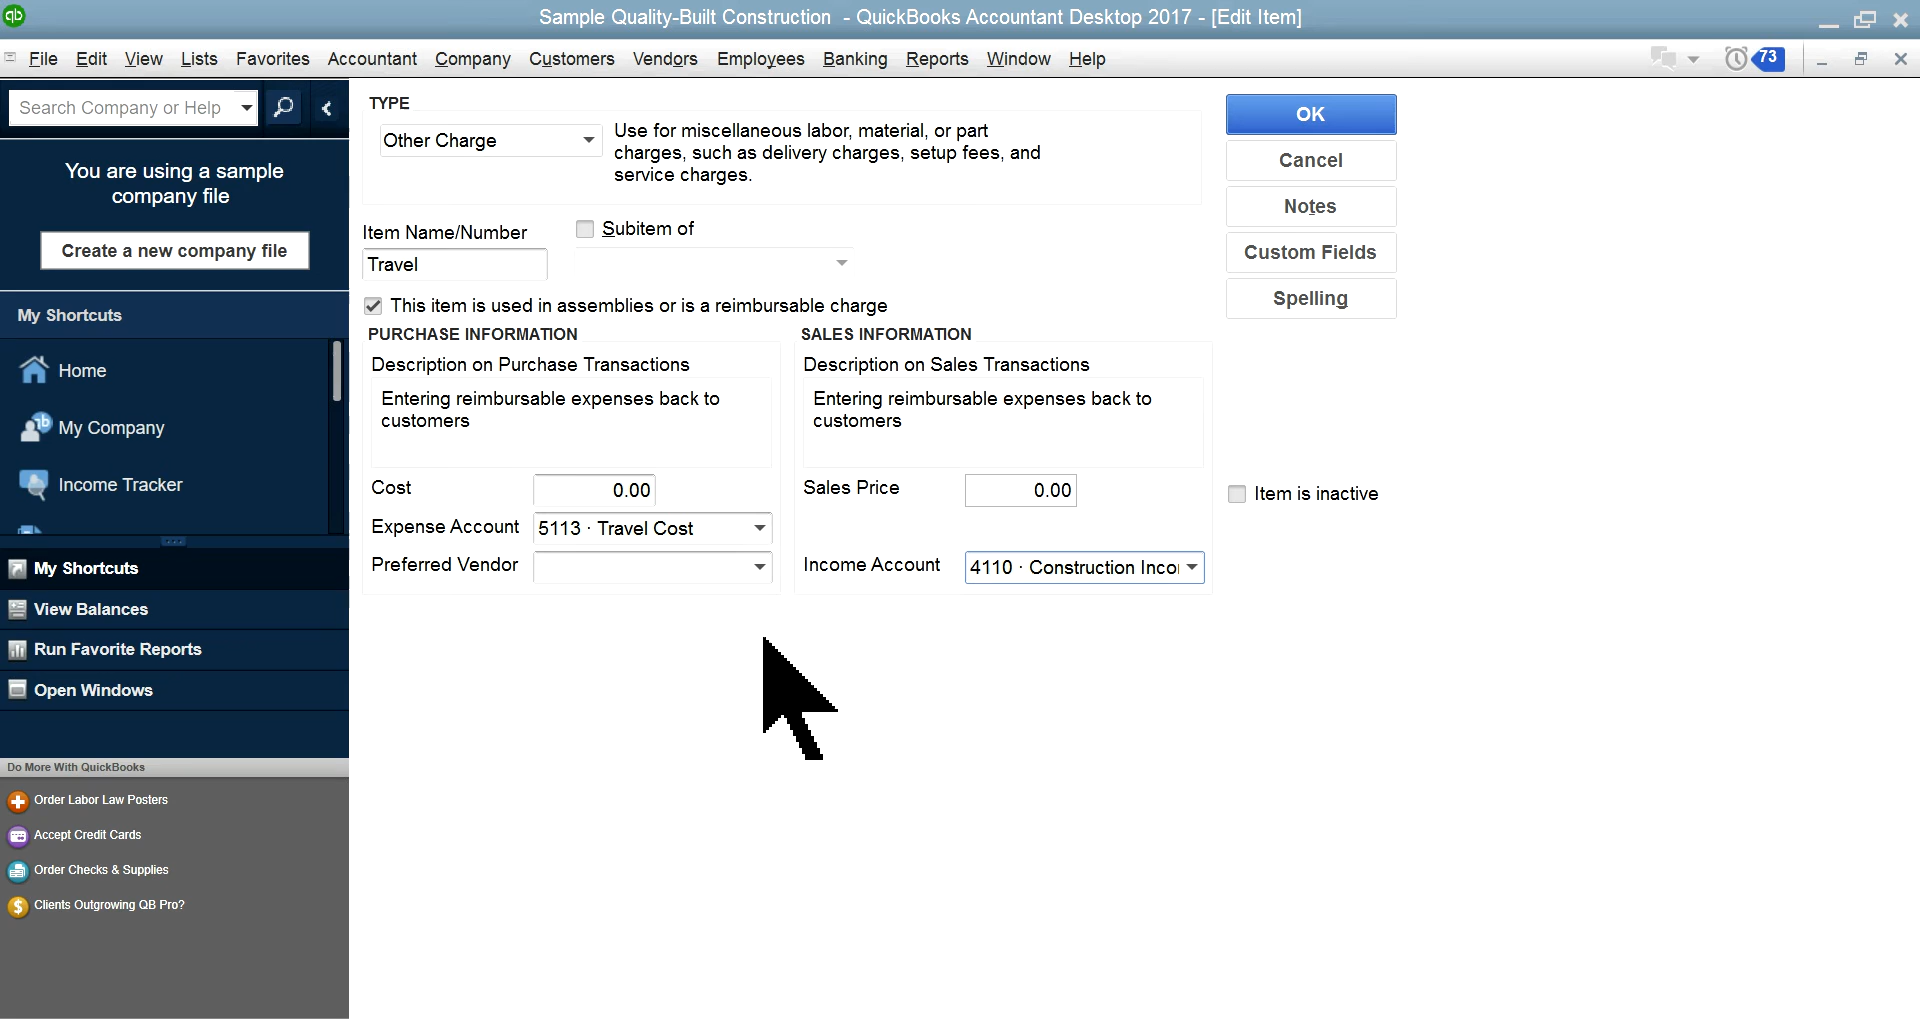 qb
Sample Quality-Built Construction - QuickBooks Accountant Desktop 2017 - [Edit Item]
File Edit View Lists Favorites Accountant Company Customers Vendors Employees Banking Reports Window Help
73
Search Company or Help
You are using a sample
company file
Create a new company file
My Shortcuts
Home
My Company
Income Tracker
My Shortcuts
View Balances
Run Favorite Reports
Open Windows
Do More With QuickBooks
Order Labor Law Posters
Accept Credit Cards
Order Checks & Supplies
Clients Outgrowing QB Pro?
TYPE
Other Charge
Use for miscellaneous labor, material, or part
charges, such as delivery charges, setup fees, and
service charges.
Item Name/Number
Subitem of
Travel
This item is used in assemblies or is a reimbursable charge
PURCHASE INFORMATION
Description on Purchase Transactions
Entering reimbursable expenses back to
customers
Cost 0.00
Expense Account 5113 · Travel Cost
Preferred Vendor
SALES INFORMATION
Description on Sales Transactions
Entering reimbursable expenses back to
customers
Sales Price 0.00
Income Account 4110 · Construction Inco
OK
Cancel
Notes
Custom Fields
Spelling
Item is inactive